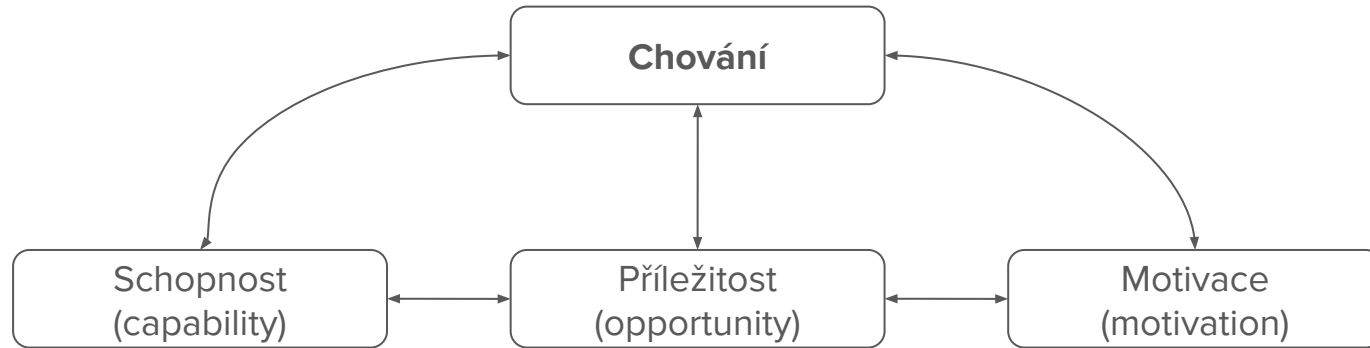 Chování
Schopnost
(capability)
Příležitost
(opportunity)
Motivace
(motivation)